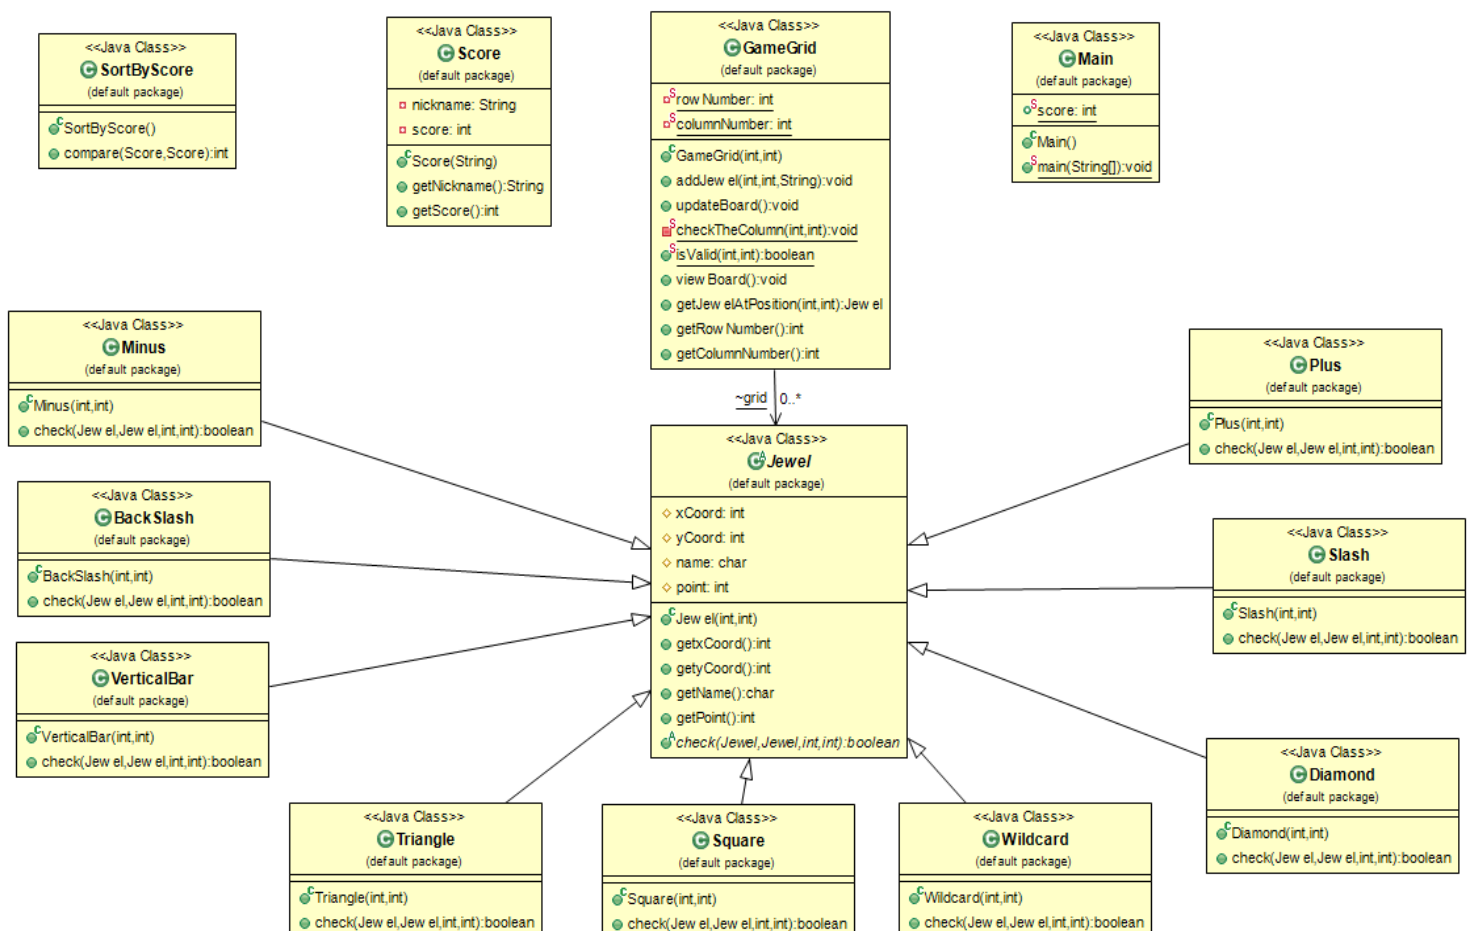 <<Java Class>>
SortByScore
(default package)
SortByScore()
compare(Score,Score):int
<<Java Class>>
Score
(default package)
nickname: String
score: int
Score(String)
getNickname():String
getScore():int
<<Java Class>>
GameGrid
(default package)
rowNumber: int
columnNumber: int
GameGrid(int,int)
addJewel(int,int,String):void
updateBoard():void
checkTheColumn(int,int):void
isValid(int,int):boolean
viewBoard():void
getJewelAtPosition(int,int):Jewel
getRowNumber():int
getColumnNumber():int
<<Java Class>>
Main
(default package)
score: int
Main()
main(String[]):void
~grid 0..*
<<Java Class>>
Minus
(default package)
Minus(int,int)
check(Jewel,Jewel,int,int):boolean
<<Java Class>>
BackSlash
(default package)
BackSlash(int,int)
check(Jewel,Jewel,int,int):boolean
<<Java Class>>
VerticalBar
(default package)
VerticalBar(int,int)
check(Jewel,Jewel,int,int):boolean
<<Java Class>>
Jewel
(default package)
xCoord: int
yCoord: int
name: char
point: int
Jewel(int,int)
getxCoord():int
getyCoord():int
getName():char
getPoint():int
check(Jewel,Jewel,int,int):boolean
<<Java Class>>
Plus
(default package)
Plus(int,int)
check(Jewel,Jewel,int,int):boolean
<<Java Class>>
Slash
(default package)
Slash(int,int)
check(Jewel,Jewel,int,int):boolean
<<Java Class>>
Diamond
(default package)
Diamond(int,int)
check(Jewel,Jewel,int,int):boolean
<<Java Class>>
Triangle
(default package)
Triangle(int,int)
check(Jewel,Jewel,int,int):boolean
<<Java Class>>
Square
(default package)
Square(int,int)
check(Jewel,Jewel,int,int):boolean
<<Java Class>>
Wildcard
(default package)
Wildcard(int,int)
check(Jewel,Jewel,int,int):boolean